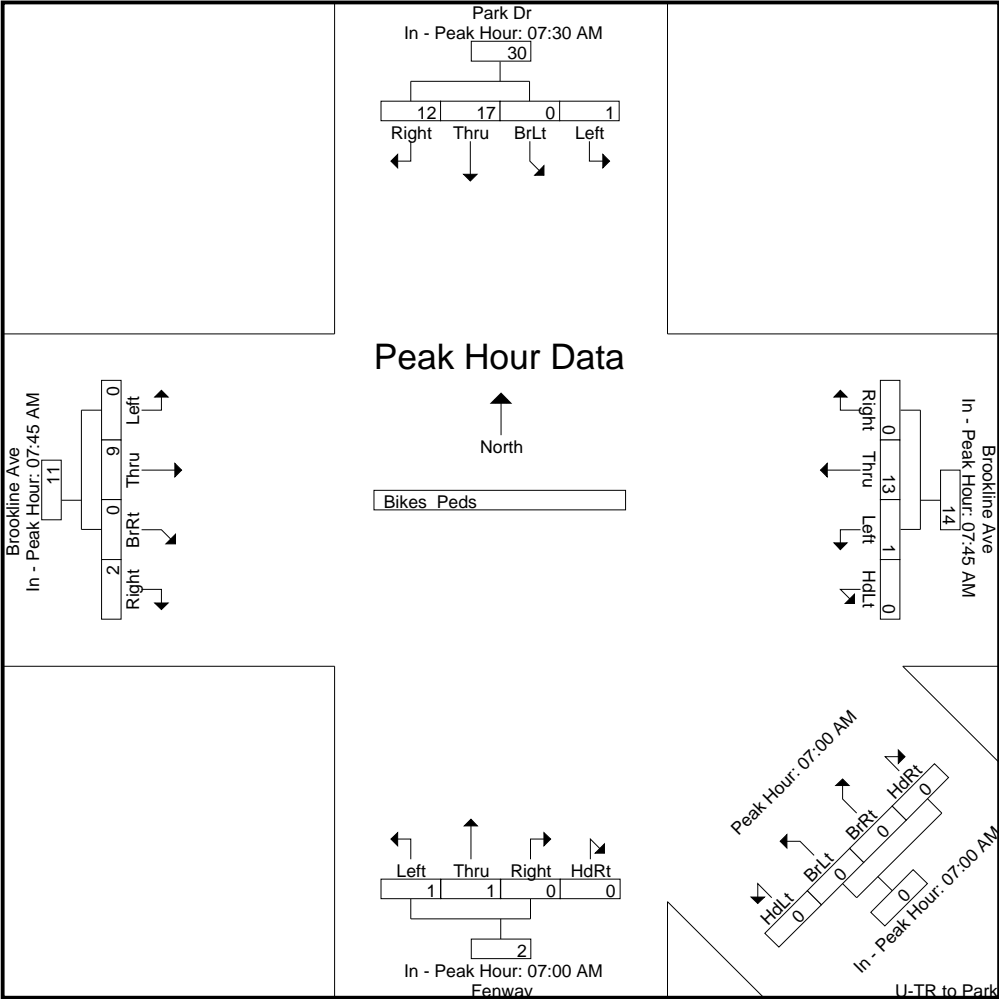 Park Dr
In - Peak Hour: 07:30 AM
30
12 17 0 1
Right Thru BrLt Left
Peak Hour Data
North
Bikes Peds
Brookline Ave
In - Peak Hour: 07:45 AM
11
0 9 0 2
Left Thru BrRt Right
Brookline Ave
In - Peak Hour: 07:45 AM
14
0 13 1 0
Right Thru Left HdLt
Peak Hour: 07:00 AM
HdLt BrLt BrRt HdRt
0 0 0 0
0
In - Peak Hour: 07:00 AM
U-TR to Park
Left Thru Right HdRt
1 1 0 0
2
In - Peak Hour: 07:00 AM
Fenway